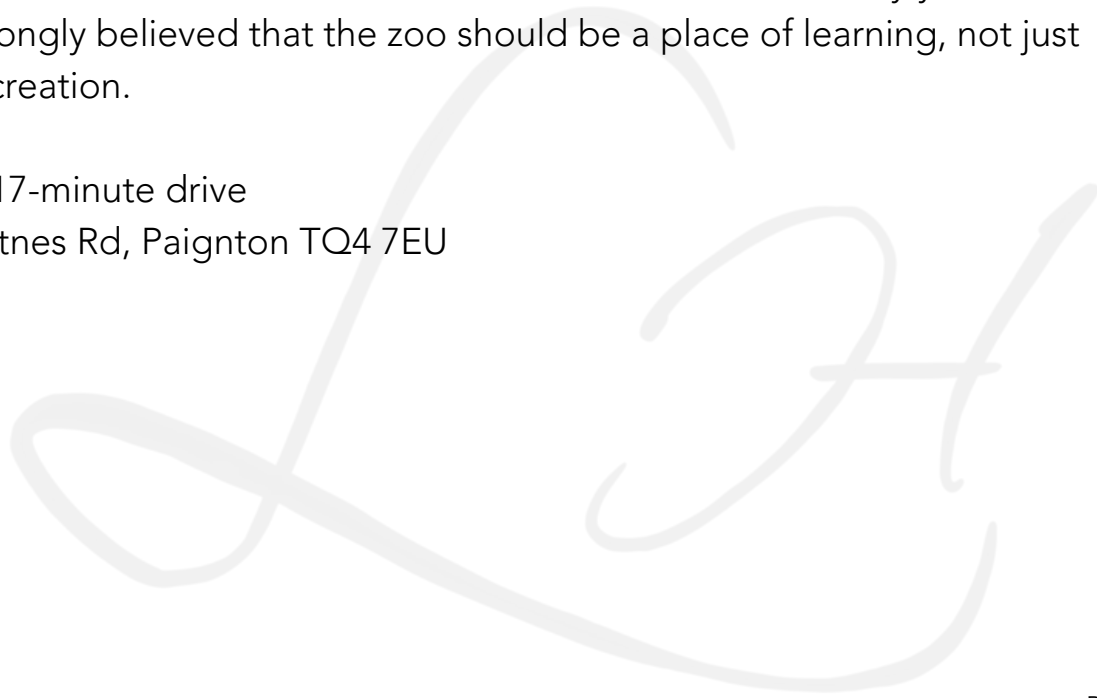 ongly believed that the zoo should be a place of learning, not just
creation.
17-minute drive
tnes Rd, Paignton TQ4 7EU
LH